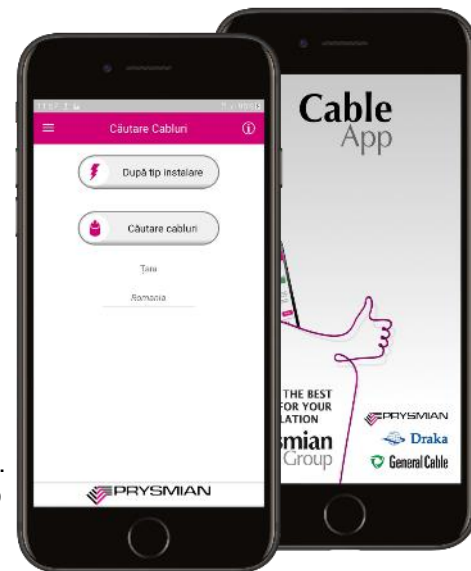 Căutare Cabluri
După tip instalare
Căutare cabluri
Țara
Romania
PRYSMIAN
Cable
App
THE BEST
FOR YOUR
LATION
smian
Group
PRYSMIAN
Draka
General Cable